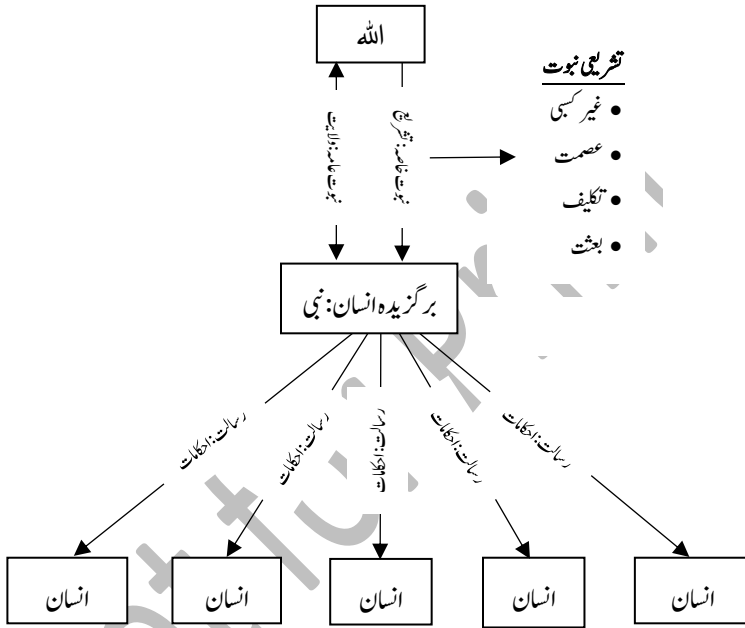 اللہ
تشریعی نبوت
• غیر کسبی
• عصمت
• تکلیف
• بعثت
نبوت خاصہ: تشریع
نبوت عامہ: ولایت
برگزیدہ انسان: نبی
رسالت: احکامات
رسالت: احکامات
رسالت: احکامات
رسالت: احکامات
رسالت: احکامات
انسان
انسان
انسان
انسان
انسان